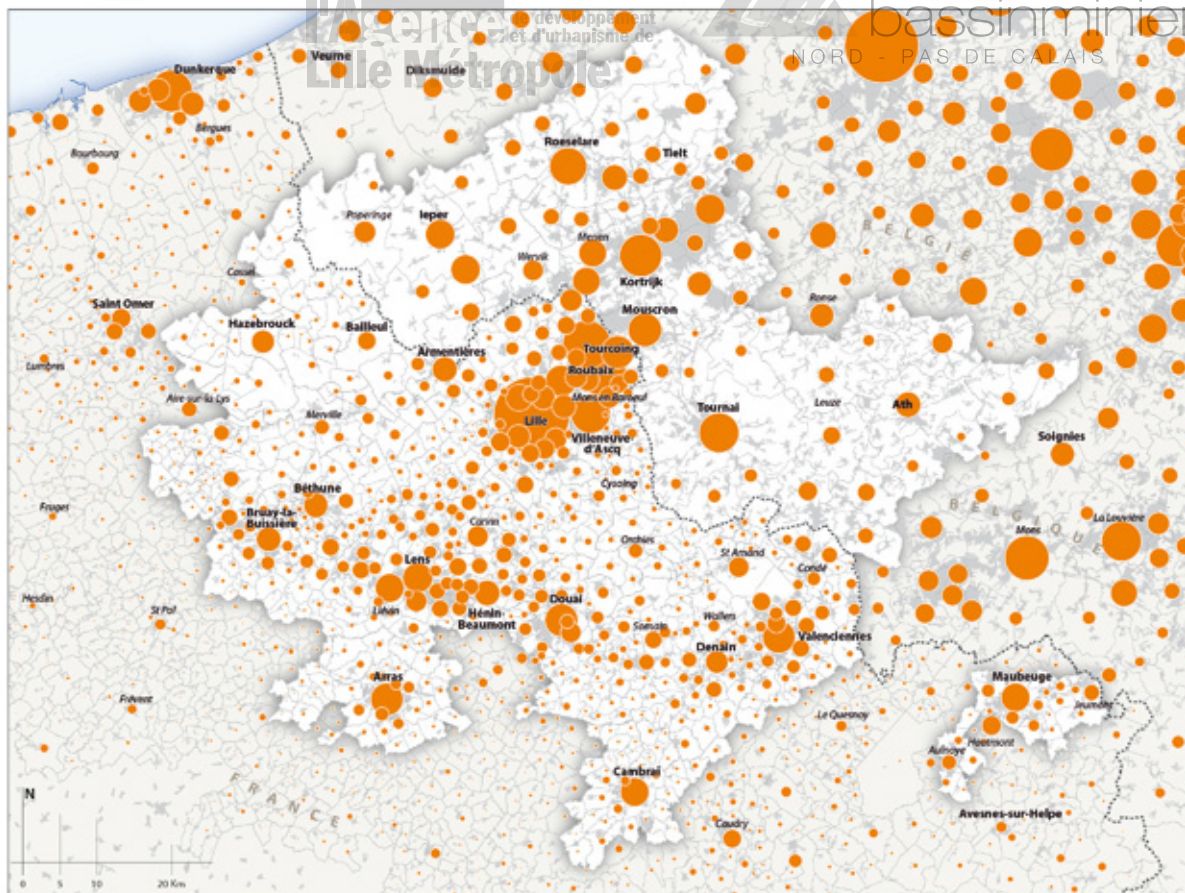 l'Agence de développement
et d'urbanisme de
Lille Métropole
bassinminier
NORD - PAS DE CALAIS
Dunkerque
Veurne
Diksmuide
Bergues
Bourbourg
Roeselare
Tielt
Poperinge
Ieper
Menen
Wervik
BELGIË
Cassel
Kortrijk
Saint Omer
Hazebrouck
Bailleul
Mouscron
Ronse
Armentières
Tourcoing
Lumbres
Roubaix
Aire-sur-la-Lys
Merville
Mons en Baroeul
Lille
Tournai
Leuze
Ath
Villeneuve
d'Ascq
Soignies
Cysoing
Béthune
Fruges
Bruay-la-
Buissière
Carvin
BELGIQUE
La Louvière
Mons
Orchies
St Amand
Condé
Lens
Hesdin
St Pol
Liévin
Hénin-
Beaumont
Douai
Somain
Wallers
Valenciennes
Denain
Arras
Maubeuge
Jeumont
Frévent
Le Quesnoy
Hautmont
Aulnoye
FRANCE
Cambrai
N
Caudry
Avesnes-sur-Helpe
0 5 10 20 Km